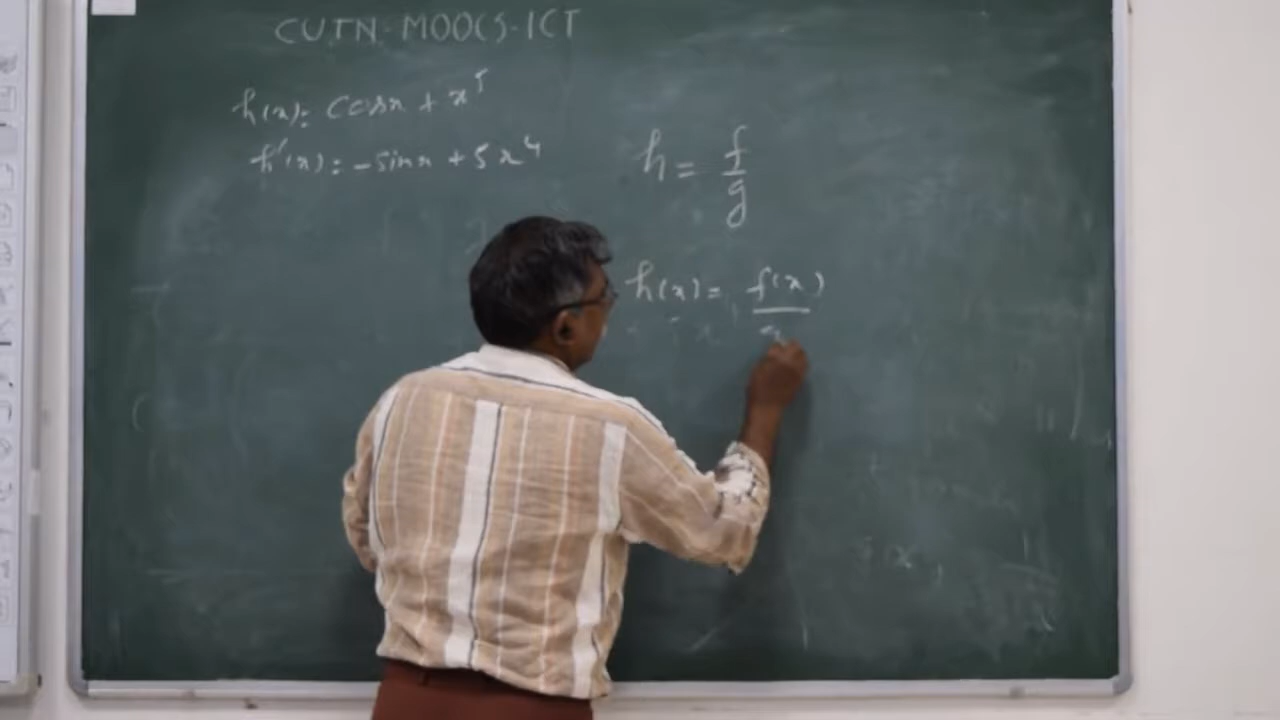 CUTN-MOOCS-ICT
h(x) = cosx + x⁵
h'(x) = -sinx + 5x⁴
h = f/g
h(x) = f(x)/